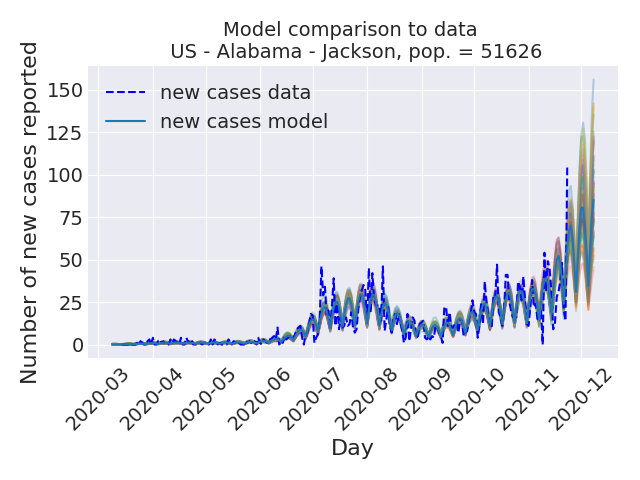 Model comparison to data
US - Alabama - Jackson, pop. = 51626
Number of new cases reported
150
125
100
75
50
25
0
new cases data
new cases model
2020-03
2020-04
2020-05
2020-06
2020-07
2020-08
2020-09
2020-10
2020-11
2020-12
Day